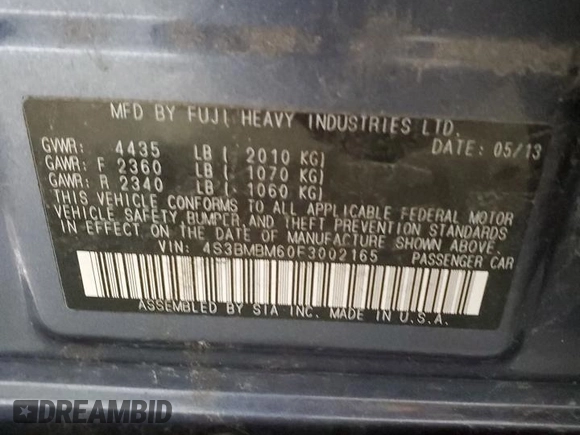 MFD BY FUJI HEAVY INDUSTRIES LTD.
GVWR: 4435 LB ( 2010 KG) DATE: 05/13
GAWR: F 2360 LB ( 1070 KG)
GAWR: R 2340 LB ( 1060 KG)
THIS VEHICLE CONFORMS TO ALL APPLICABLE FEDERAL MOTOR
VEHICLE SAFETY, BUMPER, AND THEFT PREVENTION STANDARDS
IN EFFECT ON THE DATE OF MANUFACTURE SHOWN ABOVE.
VIN: 4S3BMBM60F3002165 PASSENGER CAR
ASSEMBLED BY SIA INC. MADE IN U.S.A.
DREAMBID